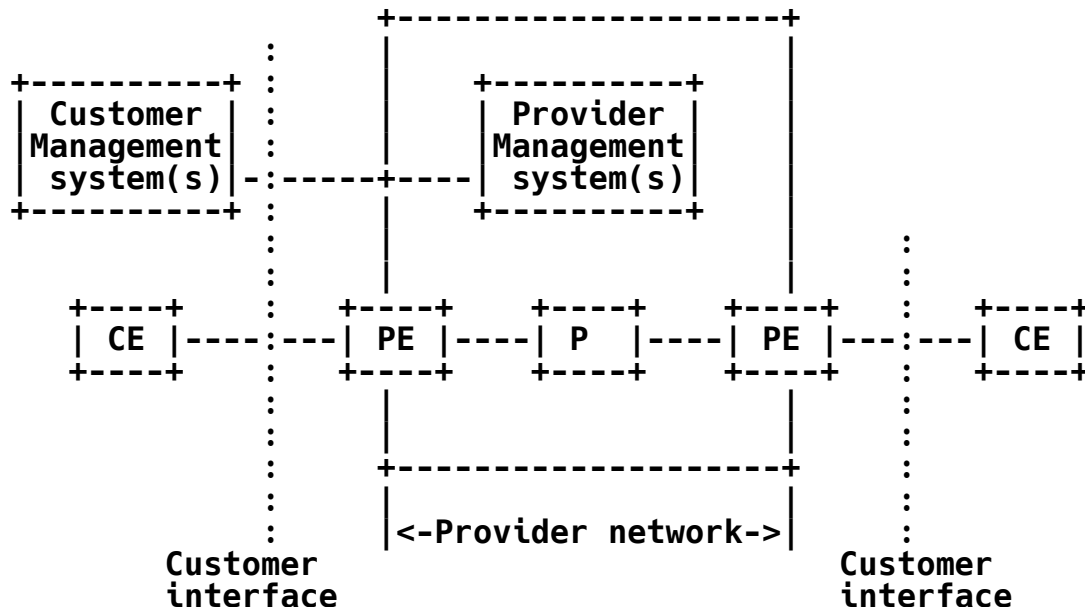 Customer Provider
Management Management
system(s) system(s)
CE PE P PE CE
<-Provider network->
Customer Customer
interface interface